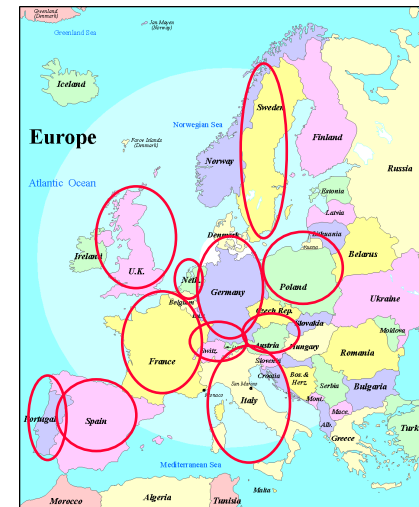 Greenland
(Denmark)
Jan Mayen
(Norway)
Greenland Sea
Iceland
Sweden
Norwegian Sea
Europe
Faroe Islands
(Denmark)
Finland
Norway
Russia
Atlantic Ocean
Estonia
Latvia
Denmark
Lithuania
Russia
Ireland
U.K.
Belarus
Neth.
Germany
Poland
Belgium
Ukraine
Lux.
Czech Rep.
Slovakia
France
Switz.
Austria
Hungary
Moldova
Romania
Slovenia
Croatia
Bos. &
Herz.
San Marino
Monaco
Serbia
Bulgaria
Italy
Mont.
Portugal
Spain
Mace.
Alb.
Turk
Greece
Mediterranean Sea
Malta
Morocco
Algeria
Tunisia